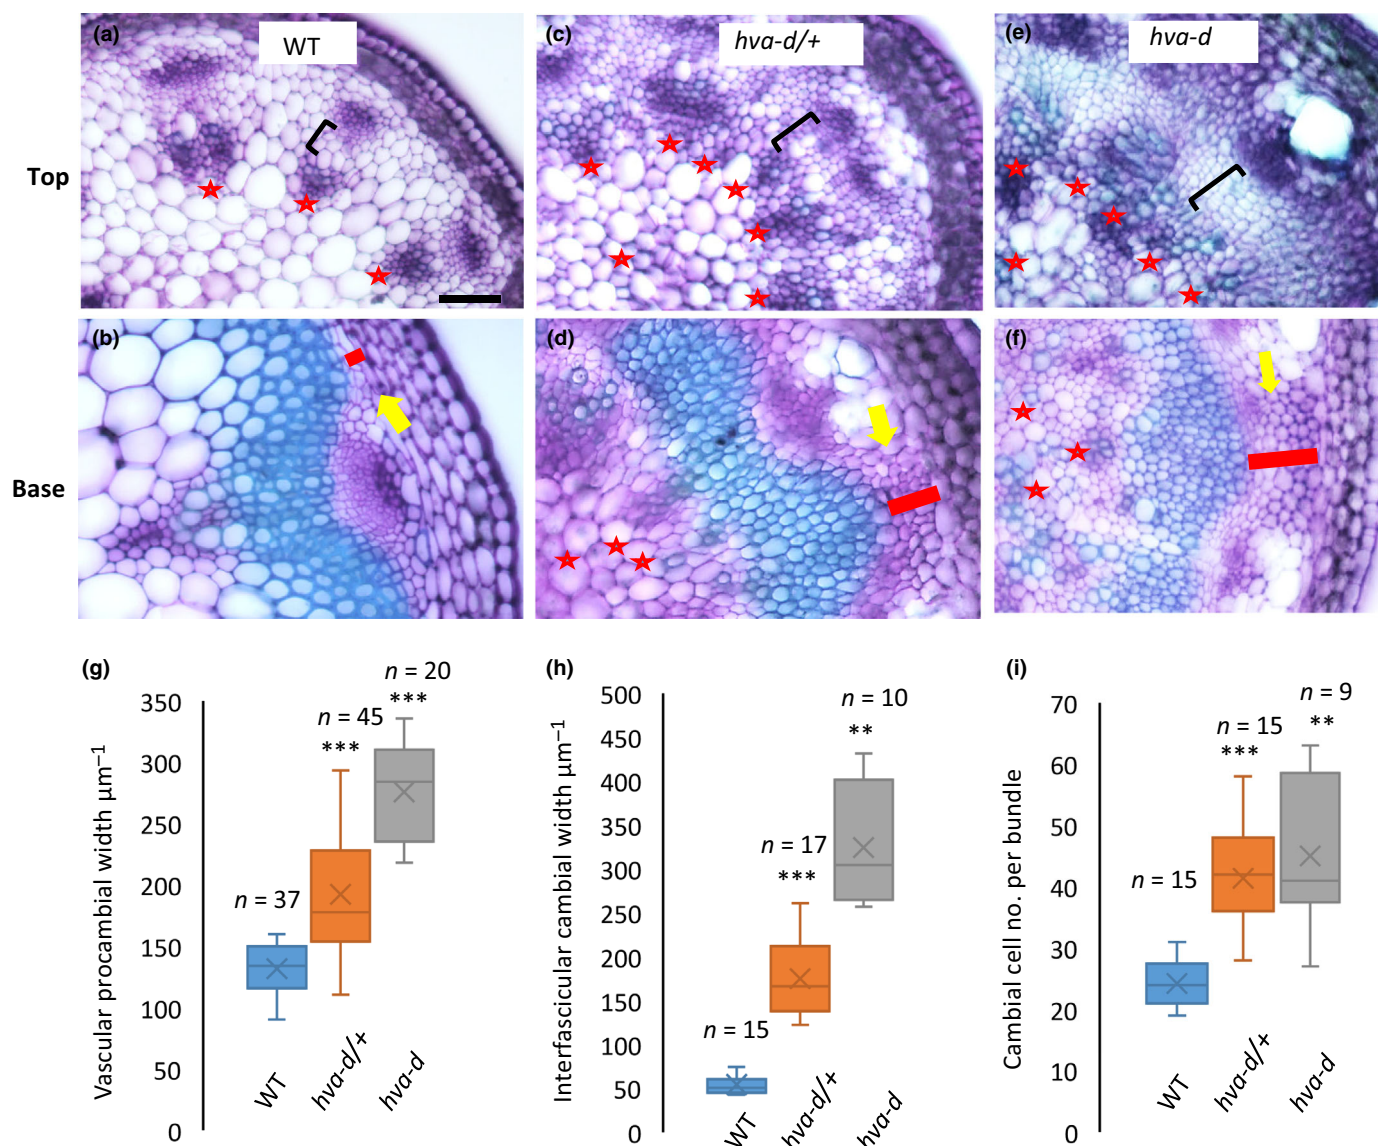 (a) WT
(c) hva-d/+
(e) hva-d
Top
(b)
(d)
(f)
Base
(g)
n = 20
***
n = 45
***
n = 37
350
300
250
200
150
100
50
0
Vascular procambial width µm⁻¹
WT
hva-d/+
hva-d
(h)
n = 10
**
n = 17
***
n = 15
500
450
400
350
300
250
200
150
100
50
0
Interfascicular cambial width µm⁻¹
WT
hva-d/+
hva-d
(i)
n = 9
**
n = 15
***
n = 15
70
60
50
40
30
20
10
0
Cambial cell no. per bundle
WT
hva-d/+
hva-d